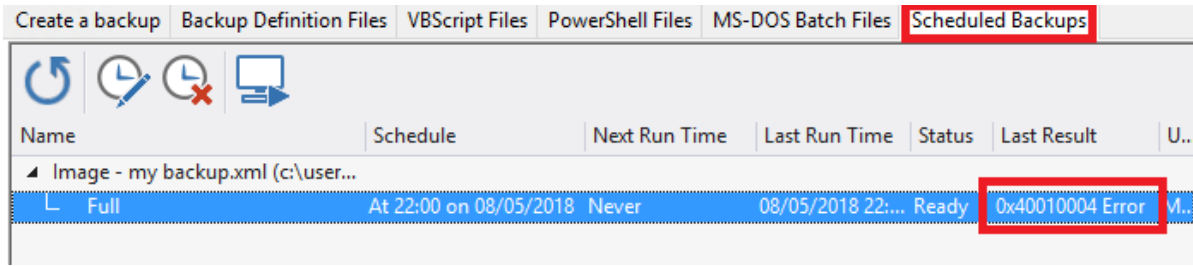 Create a backup Backup Definition Files VBScript Files PowerShell Files MS-DOS Batch Files Scheduled Backups
Name Schedule Next Run Time Last Run Time Status Last Result U...
Image - my backup.xml (c:\user...
Full At 22:00 on 08/05/2018 Never 08/05/2018 22:... Ready 0x40010004 Error M...